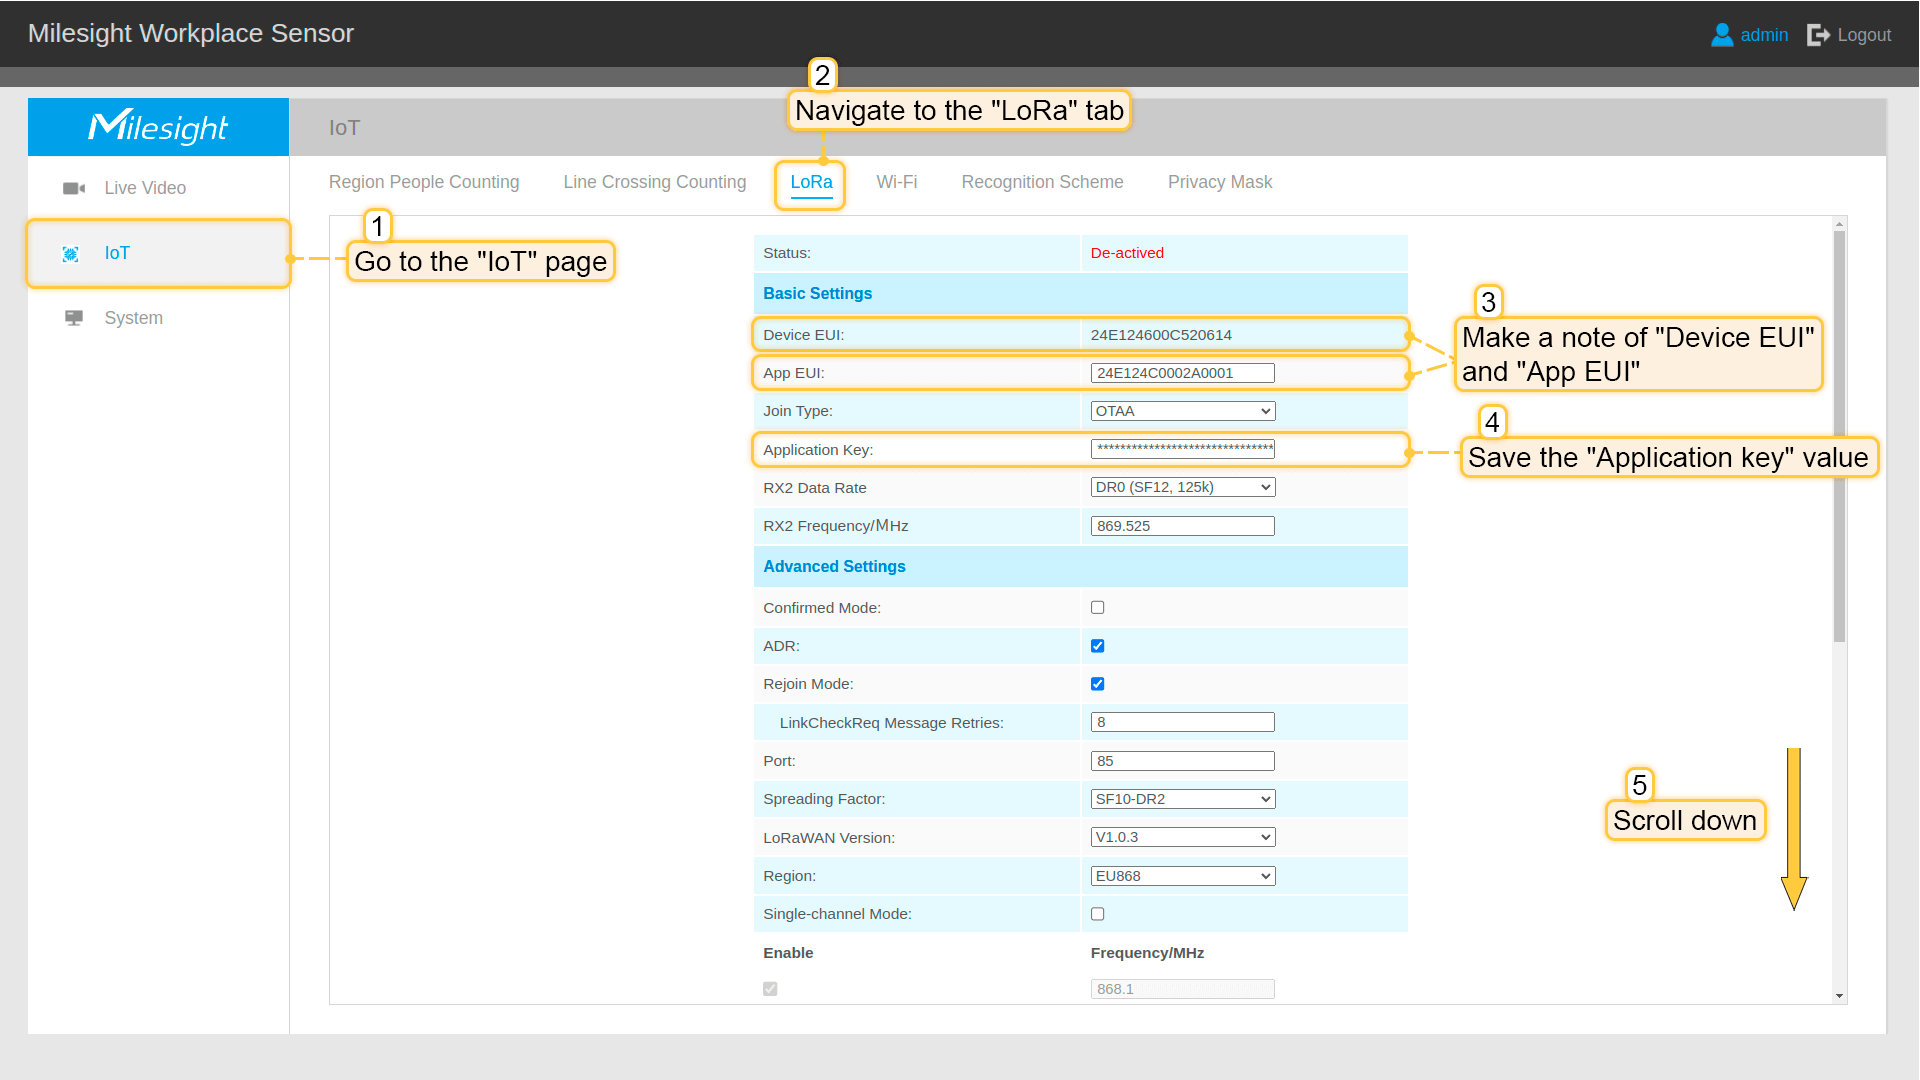 Milesight Workplace Sensor
admin
Logout
2
Navigate to the "LoRa" tab
Milesight
IoT
Live Video
IoT
System
Region People Counting
Line Crossing Counting
LoRa
Wi-Fi
Recognition Scheme
Privacy Mask
1
Go to the "IoT" page
Status: De-actived
Basic Settings
Device EUI: 24E124600C520614
App EUI: 24E124C0002A0001
3
Make a note of "Device EUI"
and "App EUI"
Join Type: OTAA
4
Save the "Application key" value
Application Key: ********************************
RX2 Data Rate DR0 (SF12, 125k)
RX2 Frequency/MHz 869.525
Advanced Settings
Confirmed Mode:
ADR:
Rejoin Mode:
LinkCheckReq Message Retries: 8
Port: 85
Spreading Factor: SF10-DR2
5
Scroll down
LoRaWAN Version: V1.0.3
Region: EU868
Single-channel Mode:
Enable Frequency/MHz
868.1